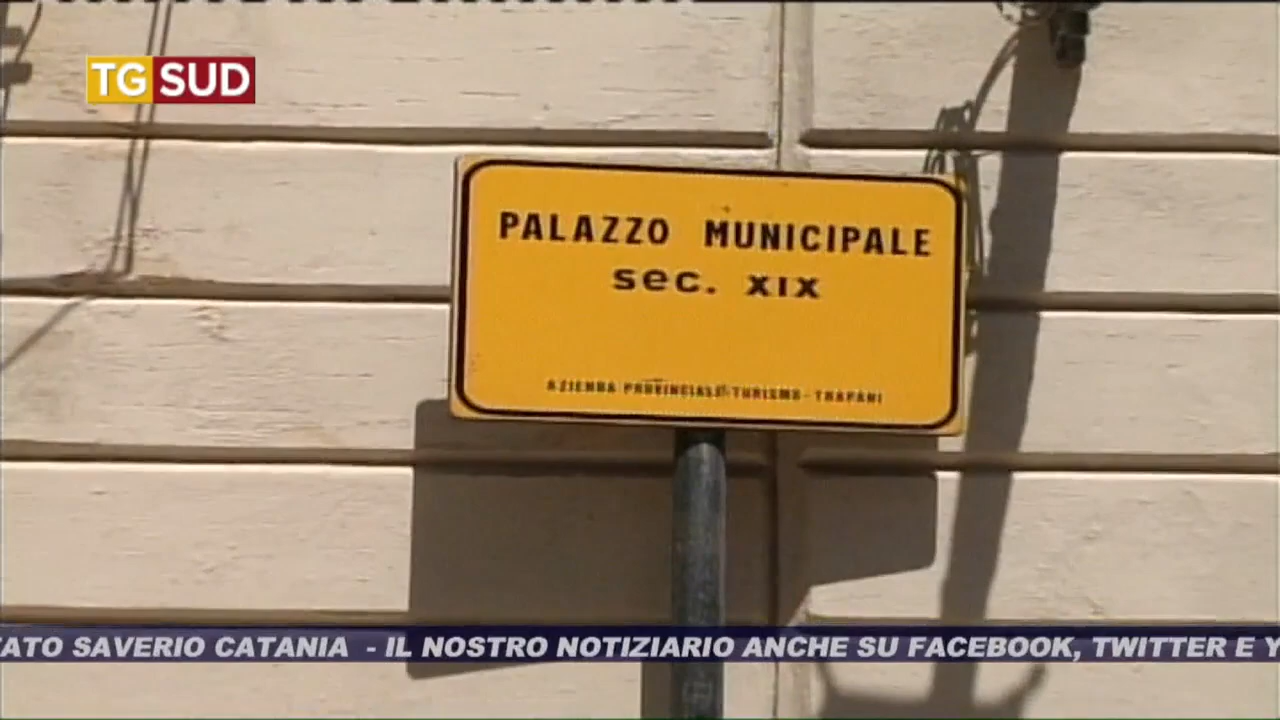 TG SUD
PALAZZO MUNICIPALE
sec. XIX
AZIENDA PROVINCIALE TURISMO - TRAPANI
TATO SAVERIO CATANIA - IL NOSTRO NOTIZIARIO ANCHE SU FACEBOOK, TWITTER E Y